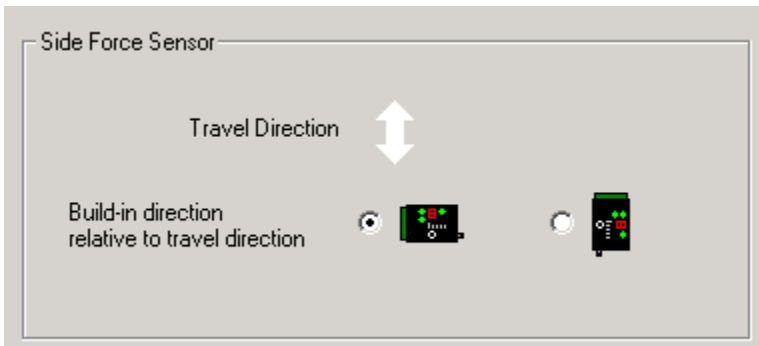 Side Force Sensor
Travel Direction
Build-in direction
relative to travel direction